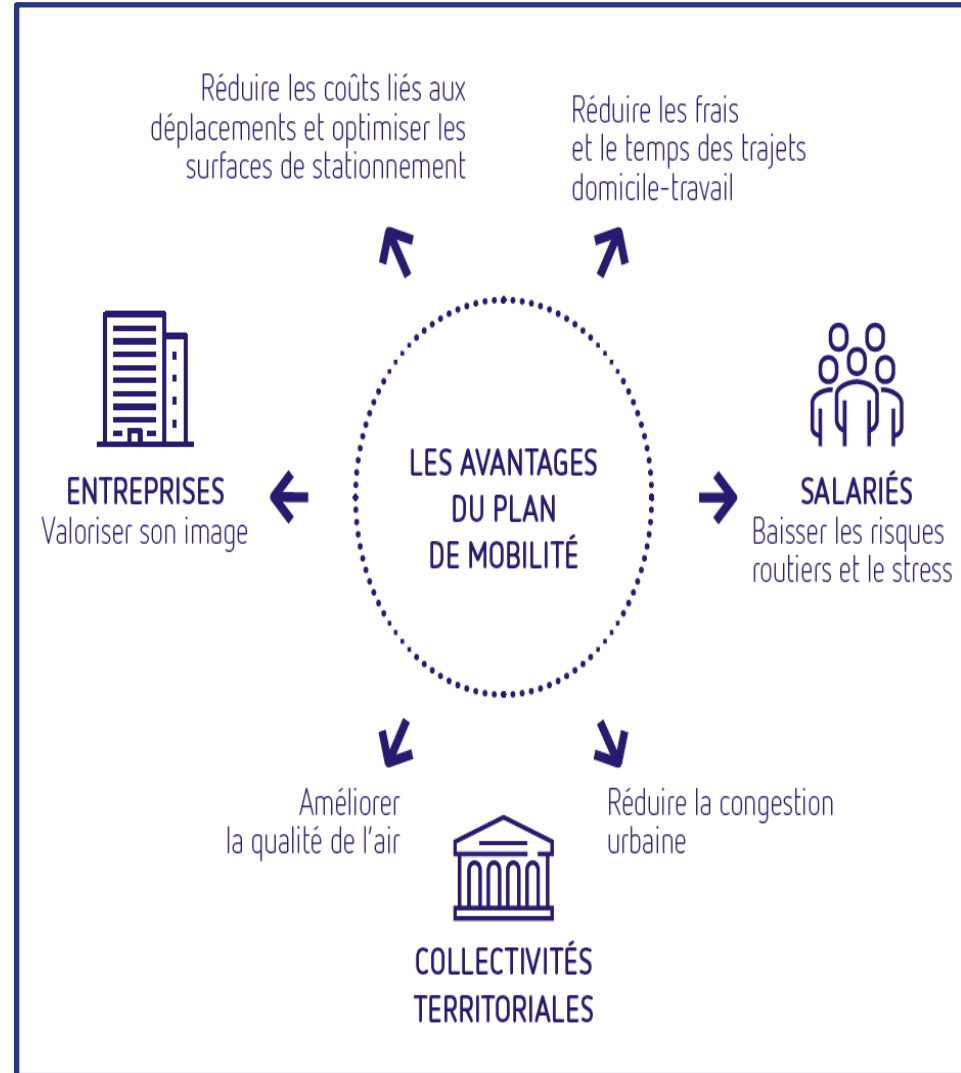 Réduire les coûts liés aux
déplacements et optimiser les
surfaces de stationnement
Réduire les frais
et le temps des trajets
domicile-travail
ENTREPRISES
Valoriser son image
LES AVANTAGES
DU PLAN
DE MOBILITÉ
SALARIÉS
Baisser les risques
routiers et le stress
Améliorer
la qualité de l'air
Réduire la congestion
urbaine
COLLECTIVITÉS
TERRITORIALES